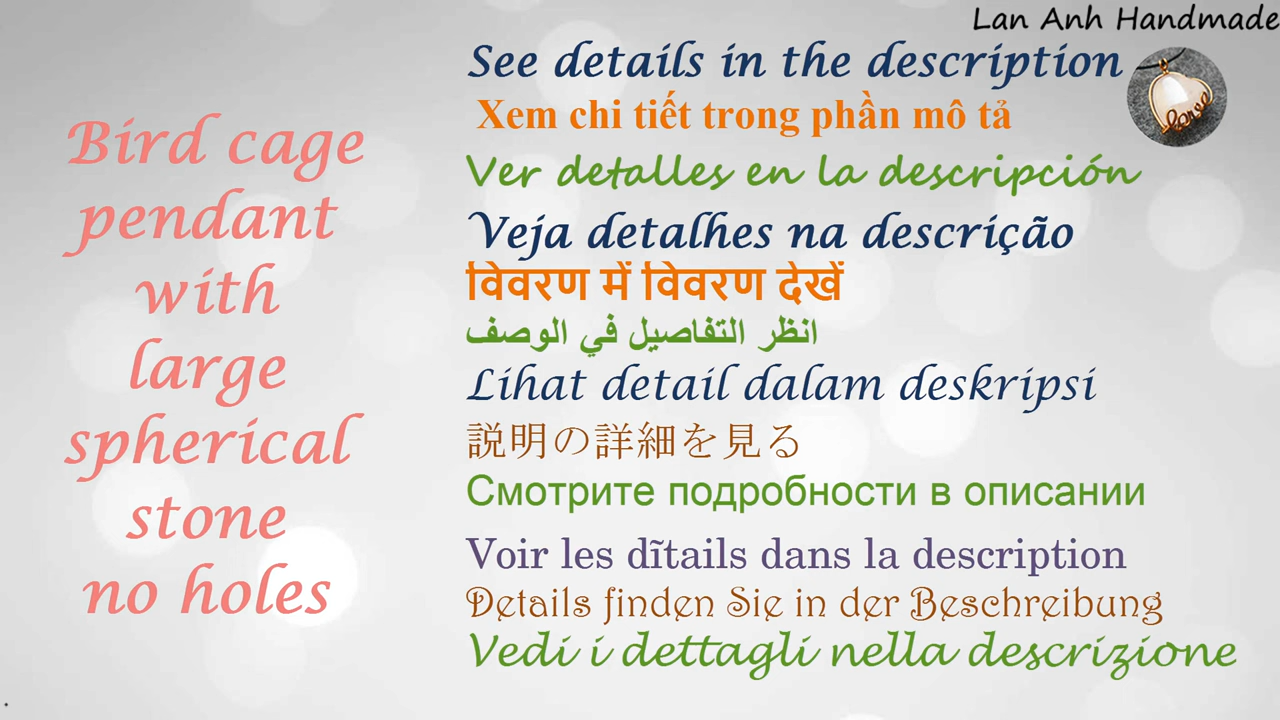 Lan Anh Handmade
Bird cage
pendant
with
large
spherical
stone
no holes
See details in the description
Xem chi tiết trong phần mô tả
Ver detalles en la descripción
Veja detalhes na descrição
विवरण में विवरण देखें
انظر التفاصيل في الوصف
Lihat detail dalam deskripsi
説明の詳細を見る
Смотрите подробности в описании
Voir les dĩtails dans la description
Details finden Sie in der Beschreibung
Vedi i dettagli nella descrizione
love